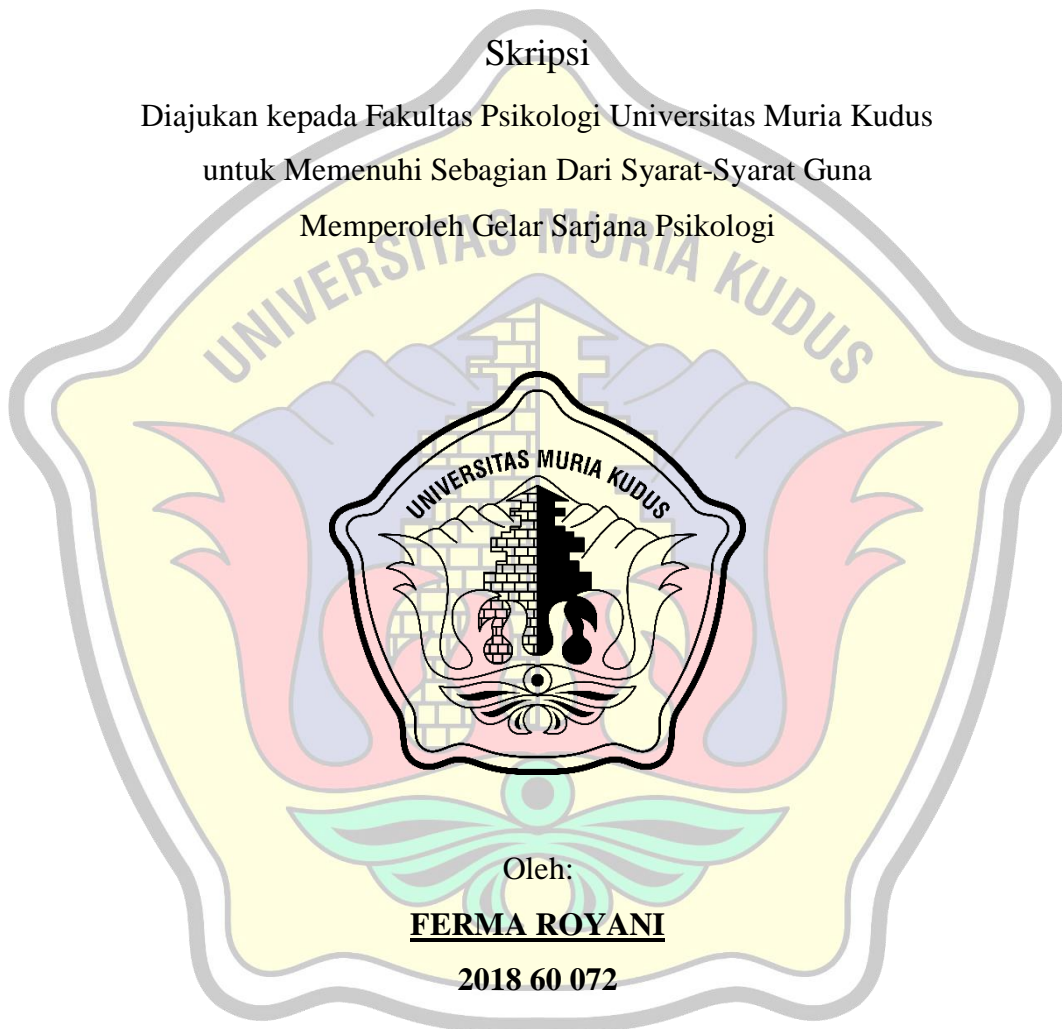 Skripsi
Diajukan kepada Fakultas Psikologi Universitas Muria Kudus
untuk Memenuhi Sebagian Dari Syarat-Syarat Guna
Memperoleh Gelar Sarjana Psikologi
UNIVERSITAS MURIA KUDUS
UNIVERSITAS MURIA KUDUS
Oleh:
FERMA ROYANI
2018 60 072